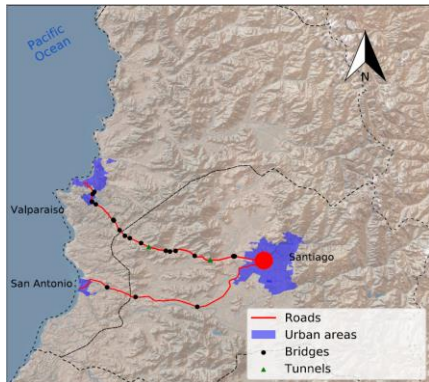 Pacific
Ocean
N
Valparaiso
Santiago
San Antonio
Roads
Urban areas
Bridges
Tunnels